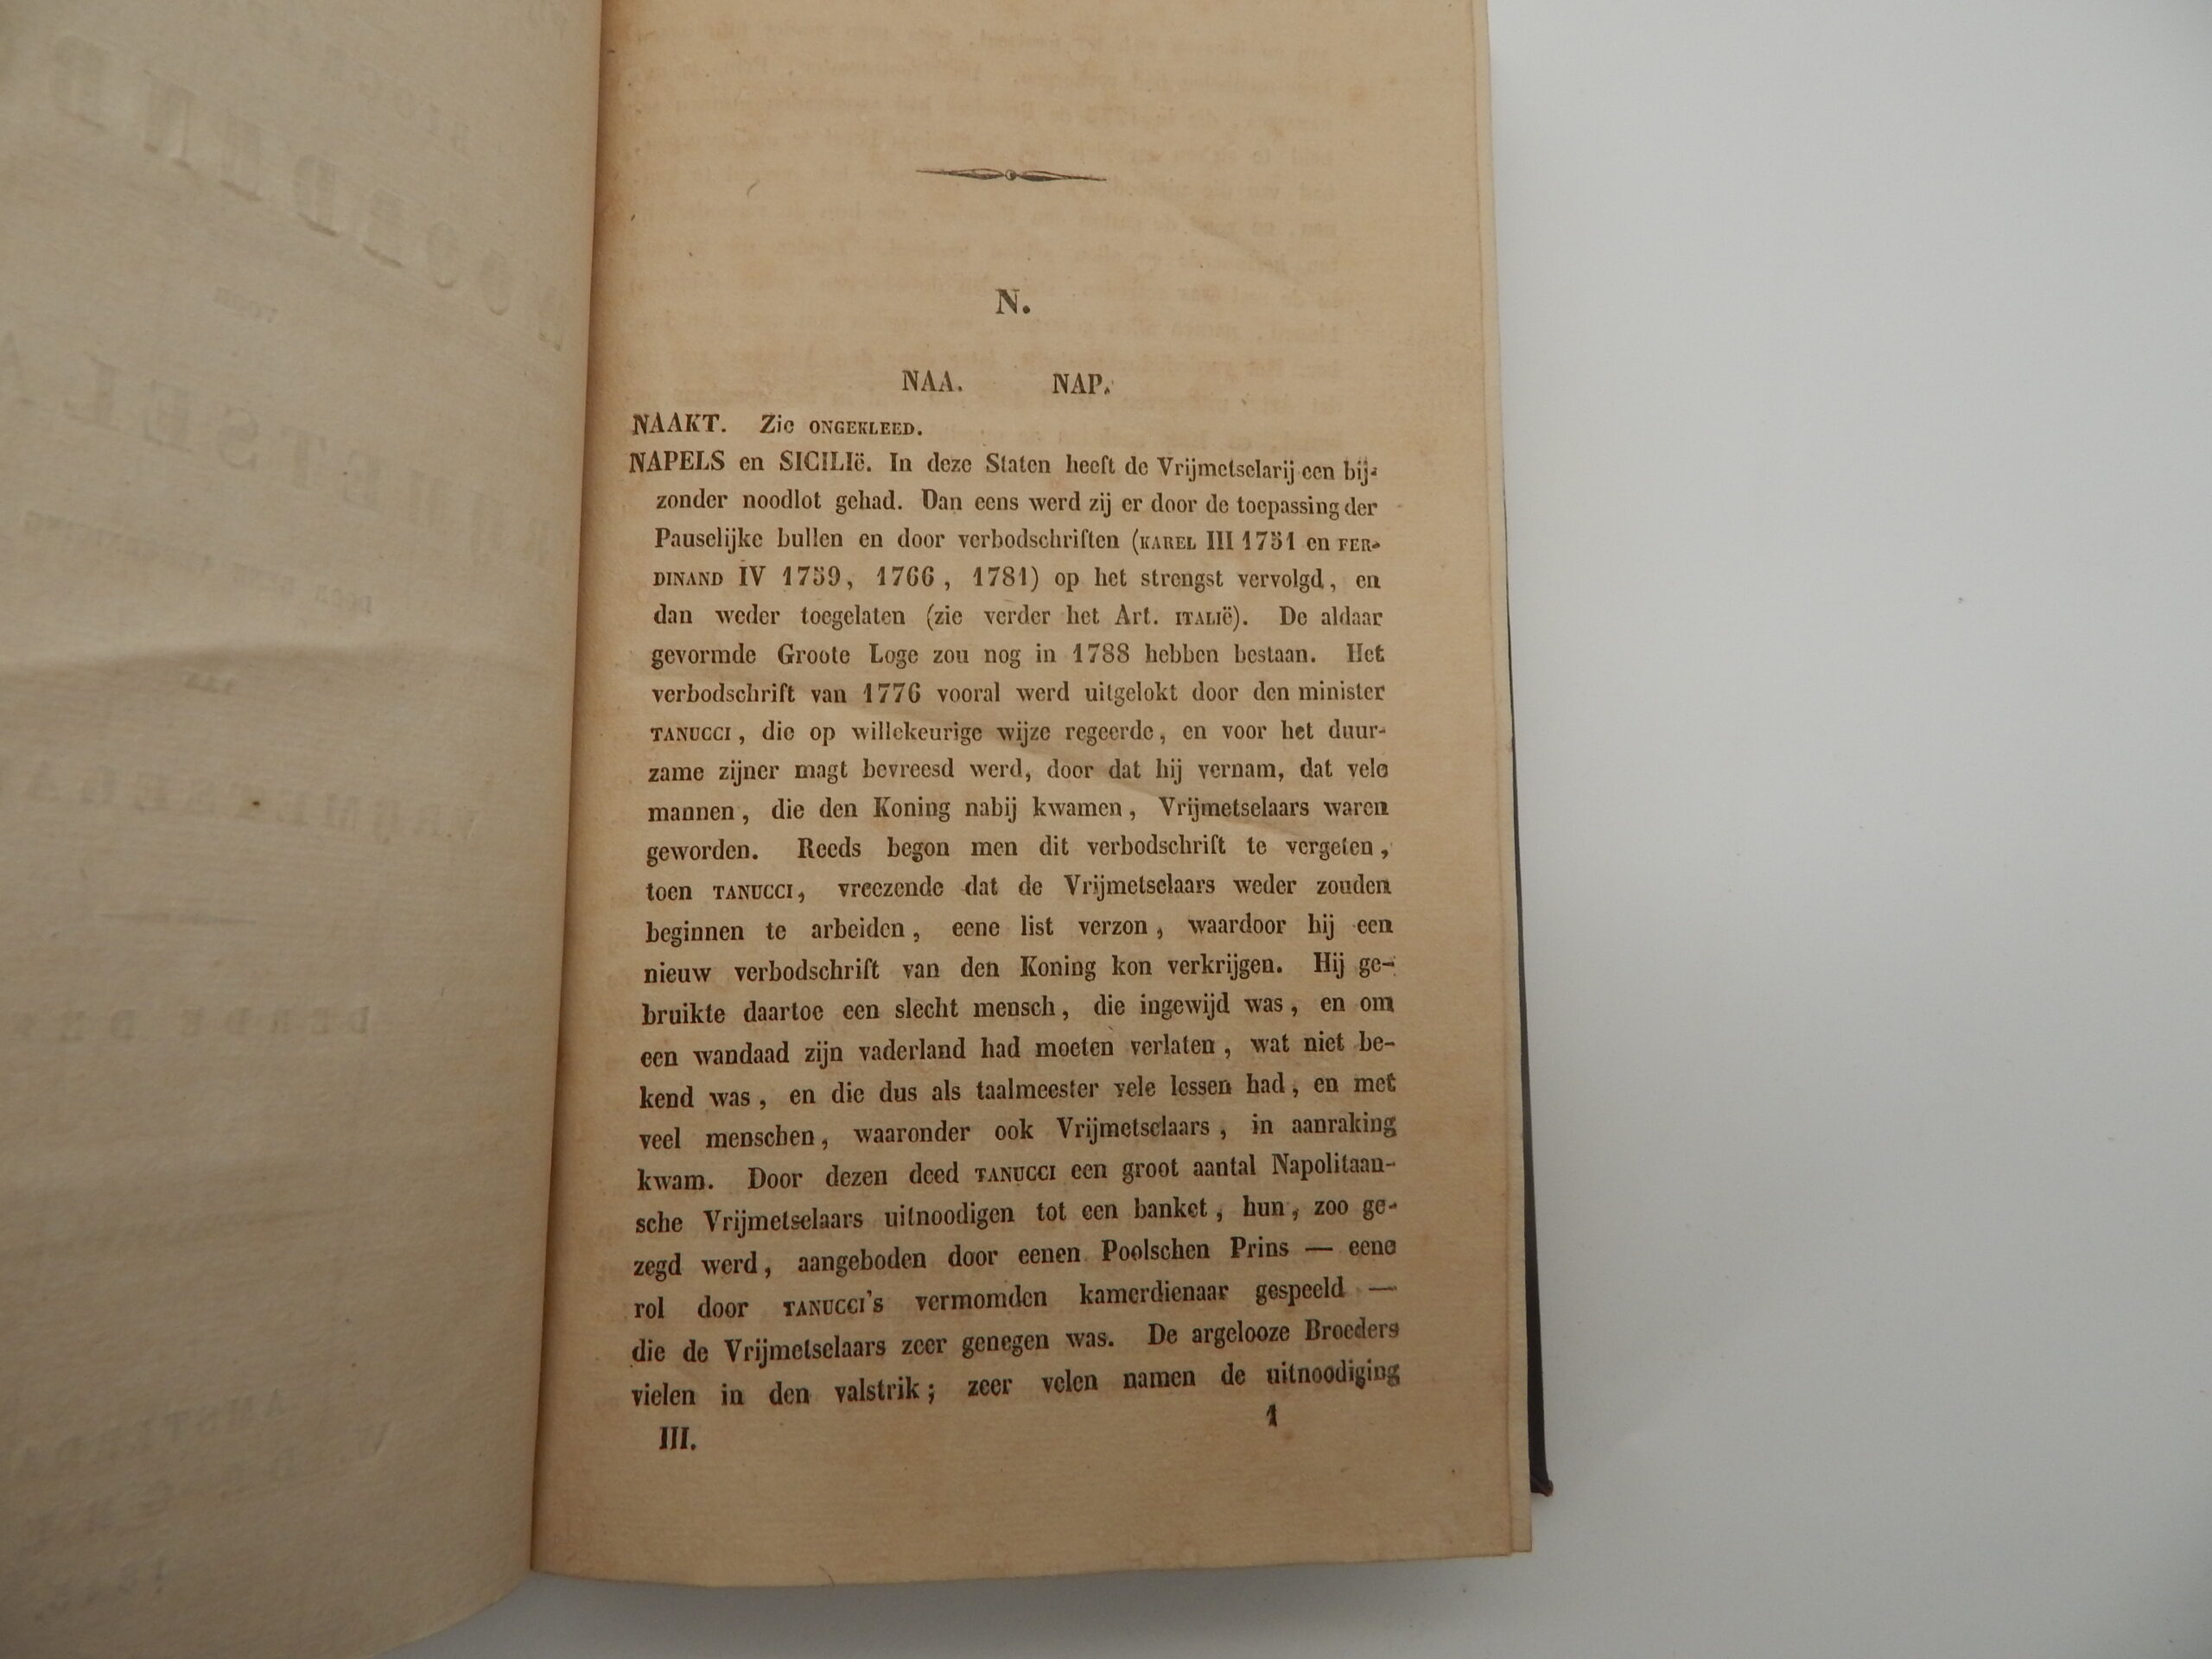 N.
NAA. NAP.
NAAKT. Zie ONGEKLEED.
NAPELS en SICILIë. In deze Staten heeft de Vrijmetselarij een bij-
zonder noodlot gehad. Dan eens werd zij er door de toepassing der
Pauselijke bullen en door verbodschriften (KAREL III 1751 en FER-
DINAND IV 1759, 1766, 1781) op het strengst vervolgd, en
dan weder toegelaten (zie verder het Art. ITALIë). De aldaar
gevormde Groote Loge zou nog in 1788 hebben bestaan. Het
verbodschrift van 1776 vooral werd uitgelokt door den minister
TANUCCI, die op willekeurige wijze regeerde, en voor het duur-
zame zijner magt bevreesd werd, door dat hij vernam, dat vele
mannen, die den Koning nabij kwamen, Vrijmetselaars waren
geworden. Reeds begon men dit verbodschrift te vergeten,
toen TANUCCI, vreezende dat de Vrijmetselaars weder zouden
beginnen te arbeiden, eene list verzon, waardoor hij een
nieuw verbodschrift van den Koning kon verkrijgen. Hij ge-
bruikte daartoe een slecht mensch, die ingewijd was, en om
een wandaad zijn vaderland had moeten verlaten, wat niet be-
kend was, en die dus als taalmeester vele lessen had, en met
veel menschen, waaronder ook Vrijmetselaars, in aanraking
kwam. Door dezen deed TANUCCI een groot aantal Napolitaan-
sche Vrijmetselaars uitnoodigen tot een banket, hun, zoo ge-
zegd werd, aangeboden door eenen Poolschen Prins — eene
rol door TANUCCI's vermomden kamerdienaar gespeeld —
die de Vrijmetselaars zeer genegen was. De argelooze Broeders
vielen in den valstrik; zeer velen namen de uitnoodiging
III. 1